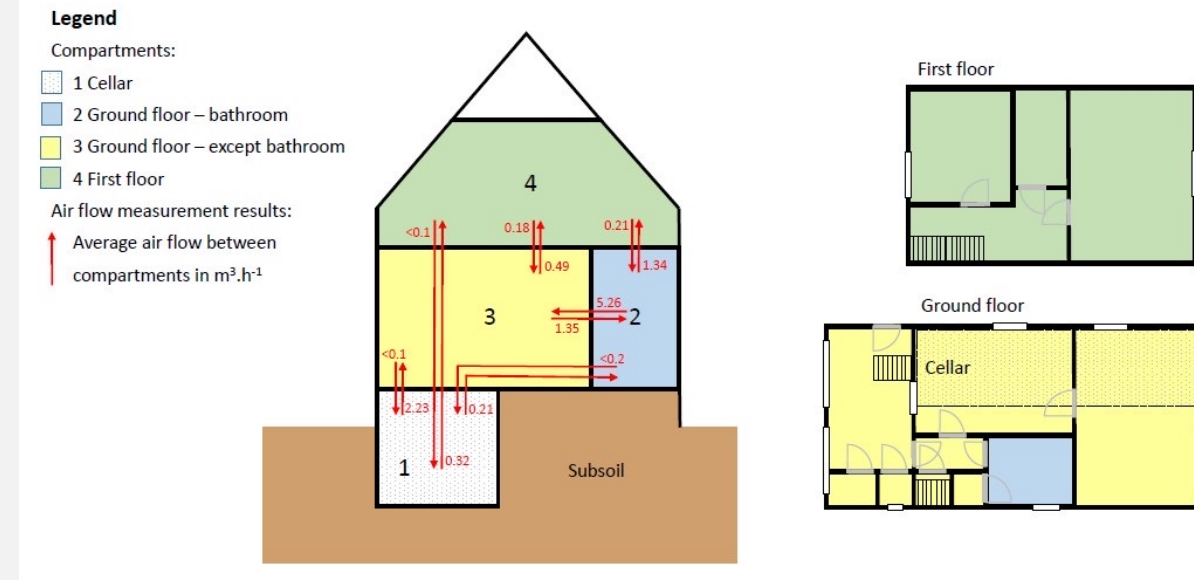 Legend
Compartments:
1 Cellar
2 Ground floor – bathroom
3 Ground floor – except bathroom
4 First floor
Air flow measurement results:
Average air flow between
compartments in m³.h⁻¹
4
<0.1
0.18
0.21
0.49
1.34
3
5.26
2
1.35
<0.1
<0.2
2.23
0.21
1
0.32
Subsoil
First floor
Ground floor
Cellar